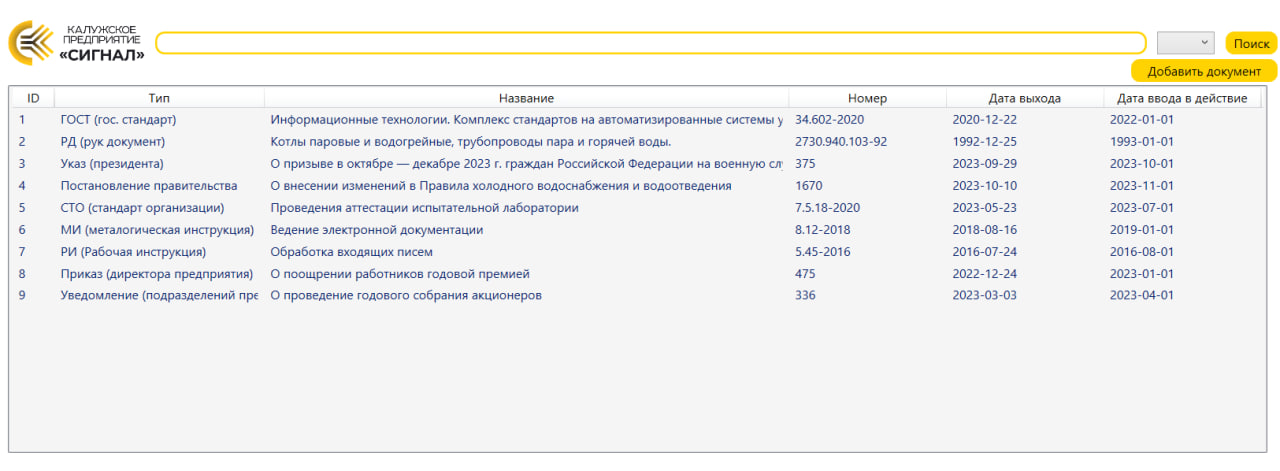 КАЛУЖСКОЕ
ПРЕДПРИЯТИЕ
«СИГНАЛ»
Поиск
Добавить документ
ID Тип Название Номер Дата выхода Дата ввода в действие
1 ГОСТ (гос. стандарт) Информационные технологии. Комплекс стандартов на автоматизированные системы у 34.602-2020 2020-12-22 2022-01-01
2 РД (рук документ) Котлы паровые и водогрейные, трубопроводы пара и горячей воды. 2730.940.103-92 1992-12-25 1993-01-01
3 Указ (президента) О призыве в октябре — декабре 2023 г. граждан Российской Федерации на военную сл 375 2023-09-29 2023-10-01
4 Постановление правительства О внесении изменений в Правила холодного водоснабжения и водоотведения 1670 2023-10-10 2023-11-01
5 СТО (стандарт организации) Проведения аттестации испытательной лаборатории 7.5.18-2020 2023-05-23 2023-07-01
6 МИ (металогическая инструкция) Ведение электронной документации 8.12-2018 2018-08-16 2019-01-01
7 РИ (Рабочая инструкция) Обработка входящих писем 5.45-2016 2016-07-24 2016-08-01
8 Приказ (директора предприятия) О поощрении работников годовой премией 475 2022-12-24 2023-01-01
9 Уведомление (подразделений пре О проведение годового собрания акционеров 336 2023-03-03 2023-04-01